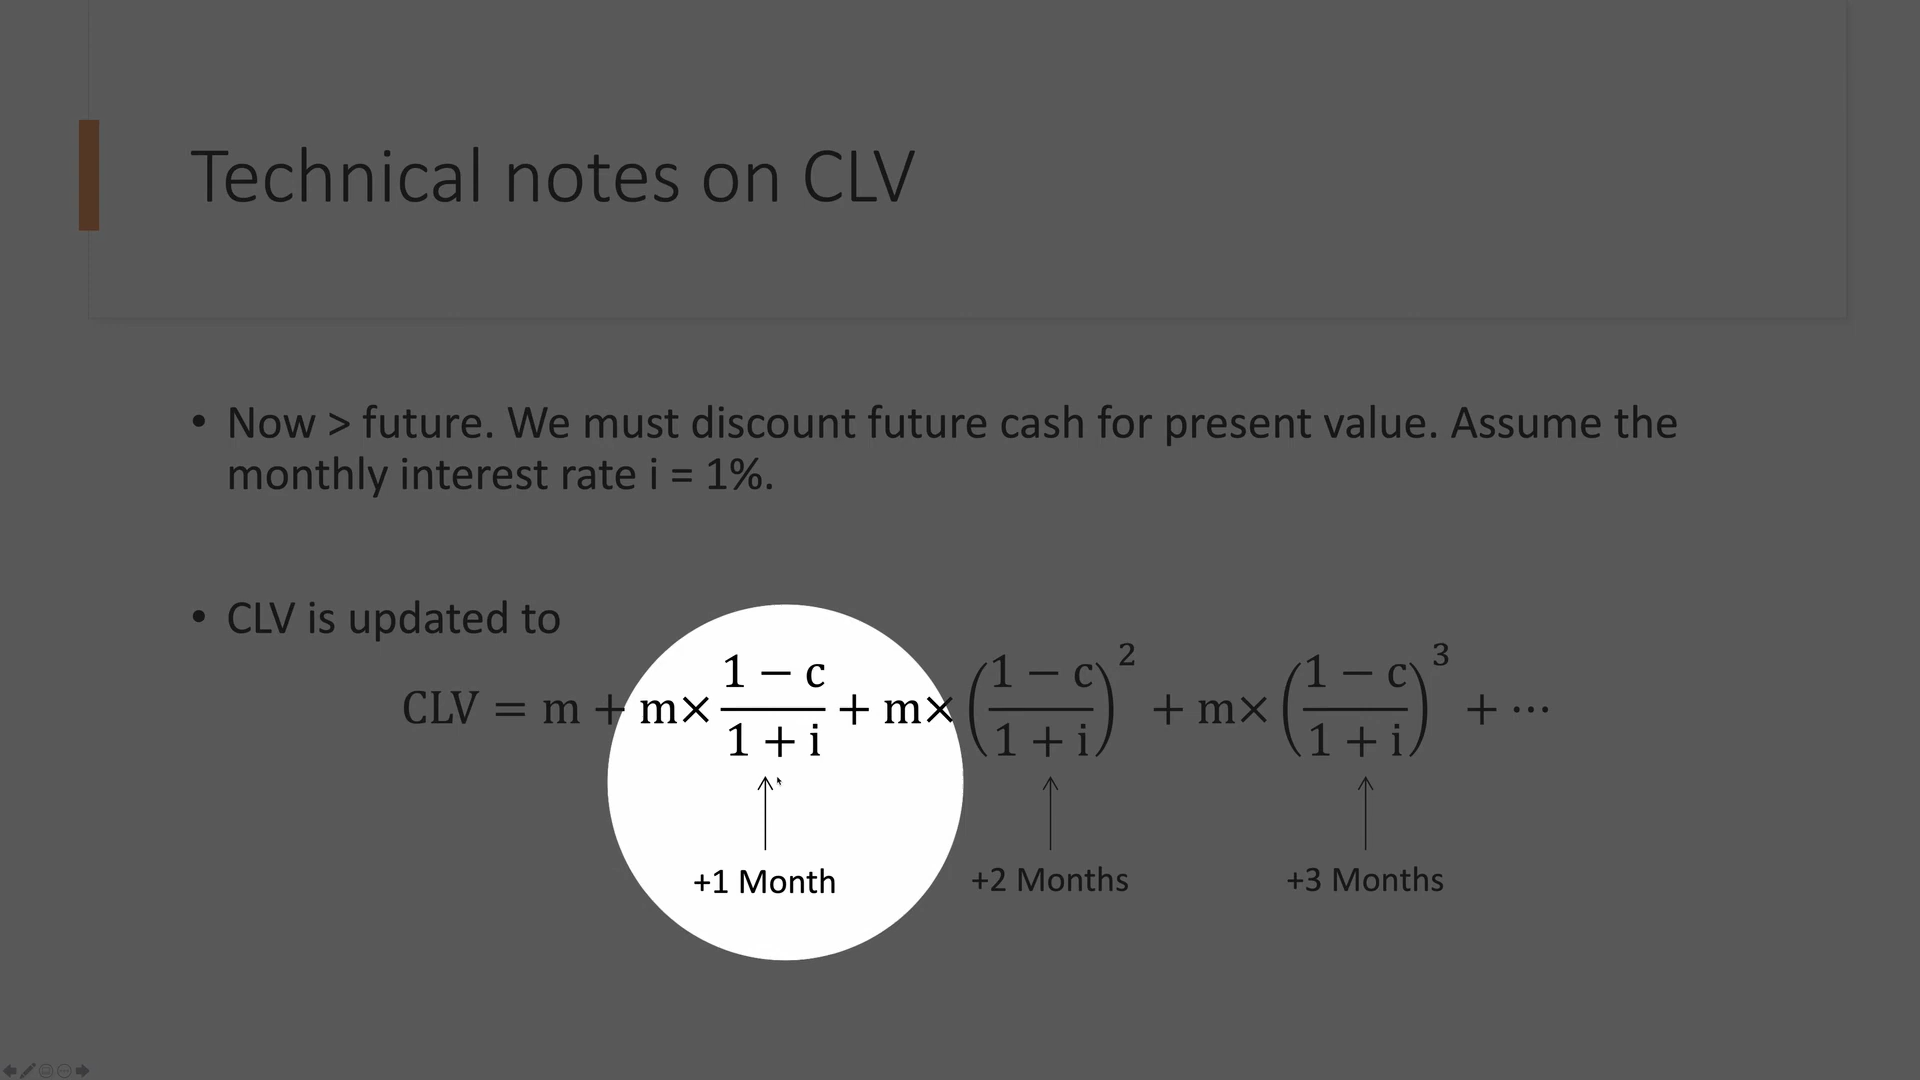 Technical notes on CLV
• Now > future. We must discount future cash for present value. Assume the
monthly interest rate i = 1%.
• CLV is updated to
CLV = m + m× (1 − c)/(1 + i) + m× ((1 − c)/(1 + i))² + m× ((1 − c)/(1 + i))³ + ⋯
+1 Month +2 Months +3 Months